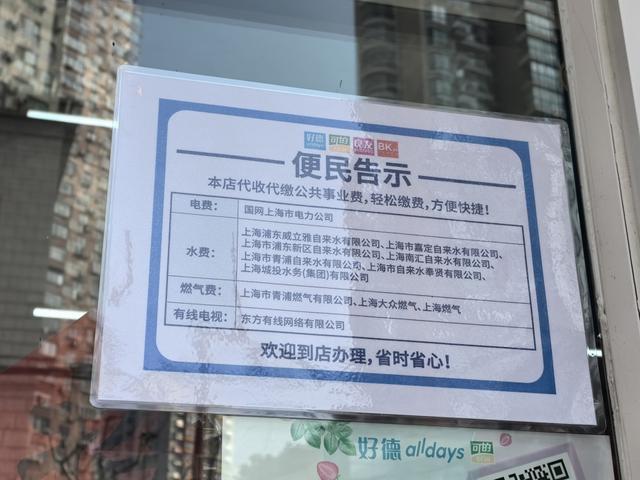 好德 可的 良友 BK
alldays
便民告示
本店代收代缴公共事业费，轻松缴费，方便快捷！
电费： 国网上海市电力公司
水费： 上海浦东威立雅自来水有限公司、上海市嘉定自来水有限公司、
上海市浦东新区自来水有限公司、上海南汇自来水有限公司、
上海市青浦自来水有限公司、上海市自来水奉贤有限公司、
上海城投水务(集团)有限公司
燃气费： 上海市青浦燃气有限公司、上海大众燃气、上海燃气
有线电视： 东方有线网络有限公司
欢迎到店办理，省时省心！
好德 alldays 可的